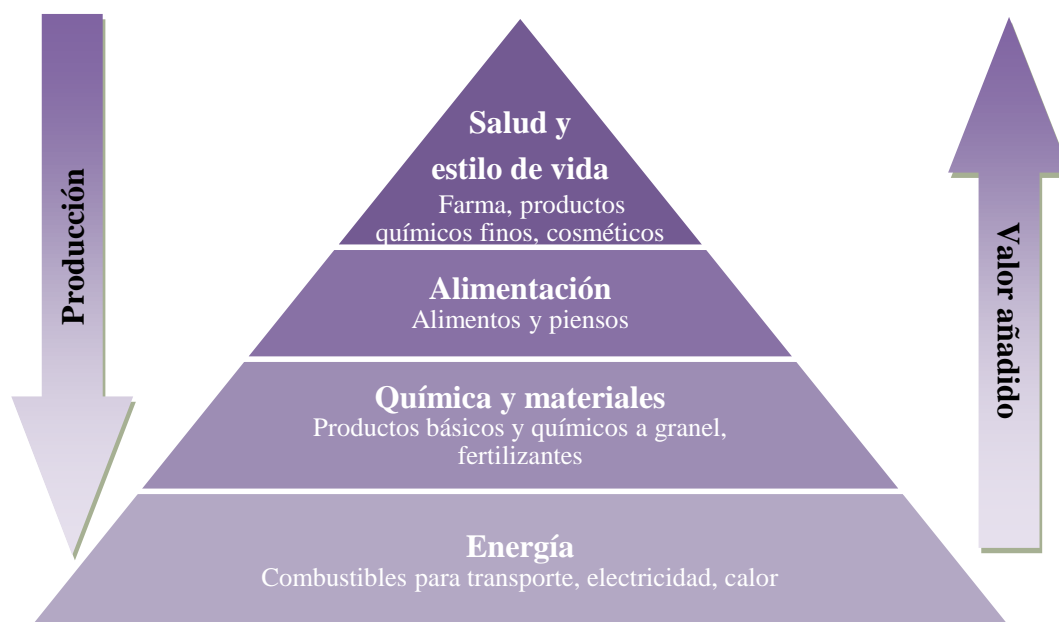 Producción
Salud y
estilo de vida
Farma, productos
químicos finos, cosméticos
Alimentación
Alimentos y piensos
Química y materiales
Productos básicos y químicos a granel,
fertilizantes
Energía
Combustibles para transporte, electricidad, calor
Valor añadido